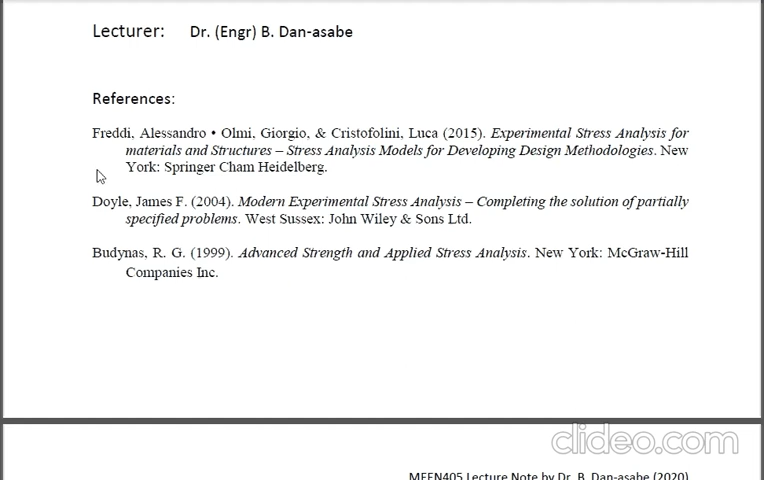 Lecturer: Dr. (Engr) B. Dan-asabe
References:
Freddi, Alessandro • Olmi, Giorgio, & Cristofolini, Luca (2015). Experimental Stress Analysis for
materials and Structures – Stress Analysis Models for Developing Design Methodologies. New
York: Springer Cham Heidelberg.
Doyle, James F. (2004). Modern Experimental Stress Analysis – Completing the solution of partially
specified problems. West Sussex: John Wiley & Sons Ltd.
Budynas, R. G. (1999). Advanced Strength and Applied Stress Analysis. New York: McGraw-Hill
Companies Inc.
clideo.com
MEEN405 Lecture Note by Dr. B. Dan-asabe (2020)